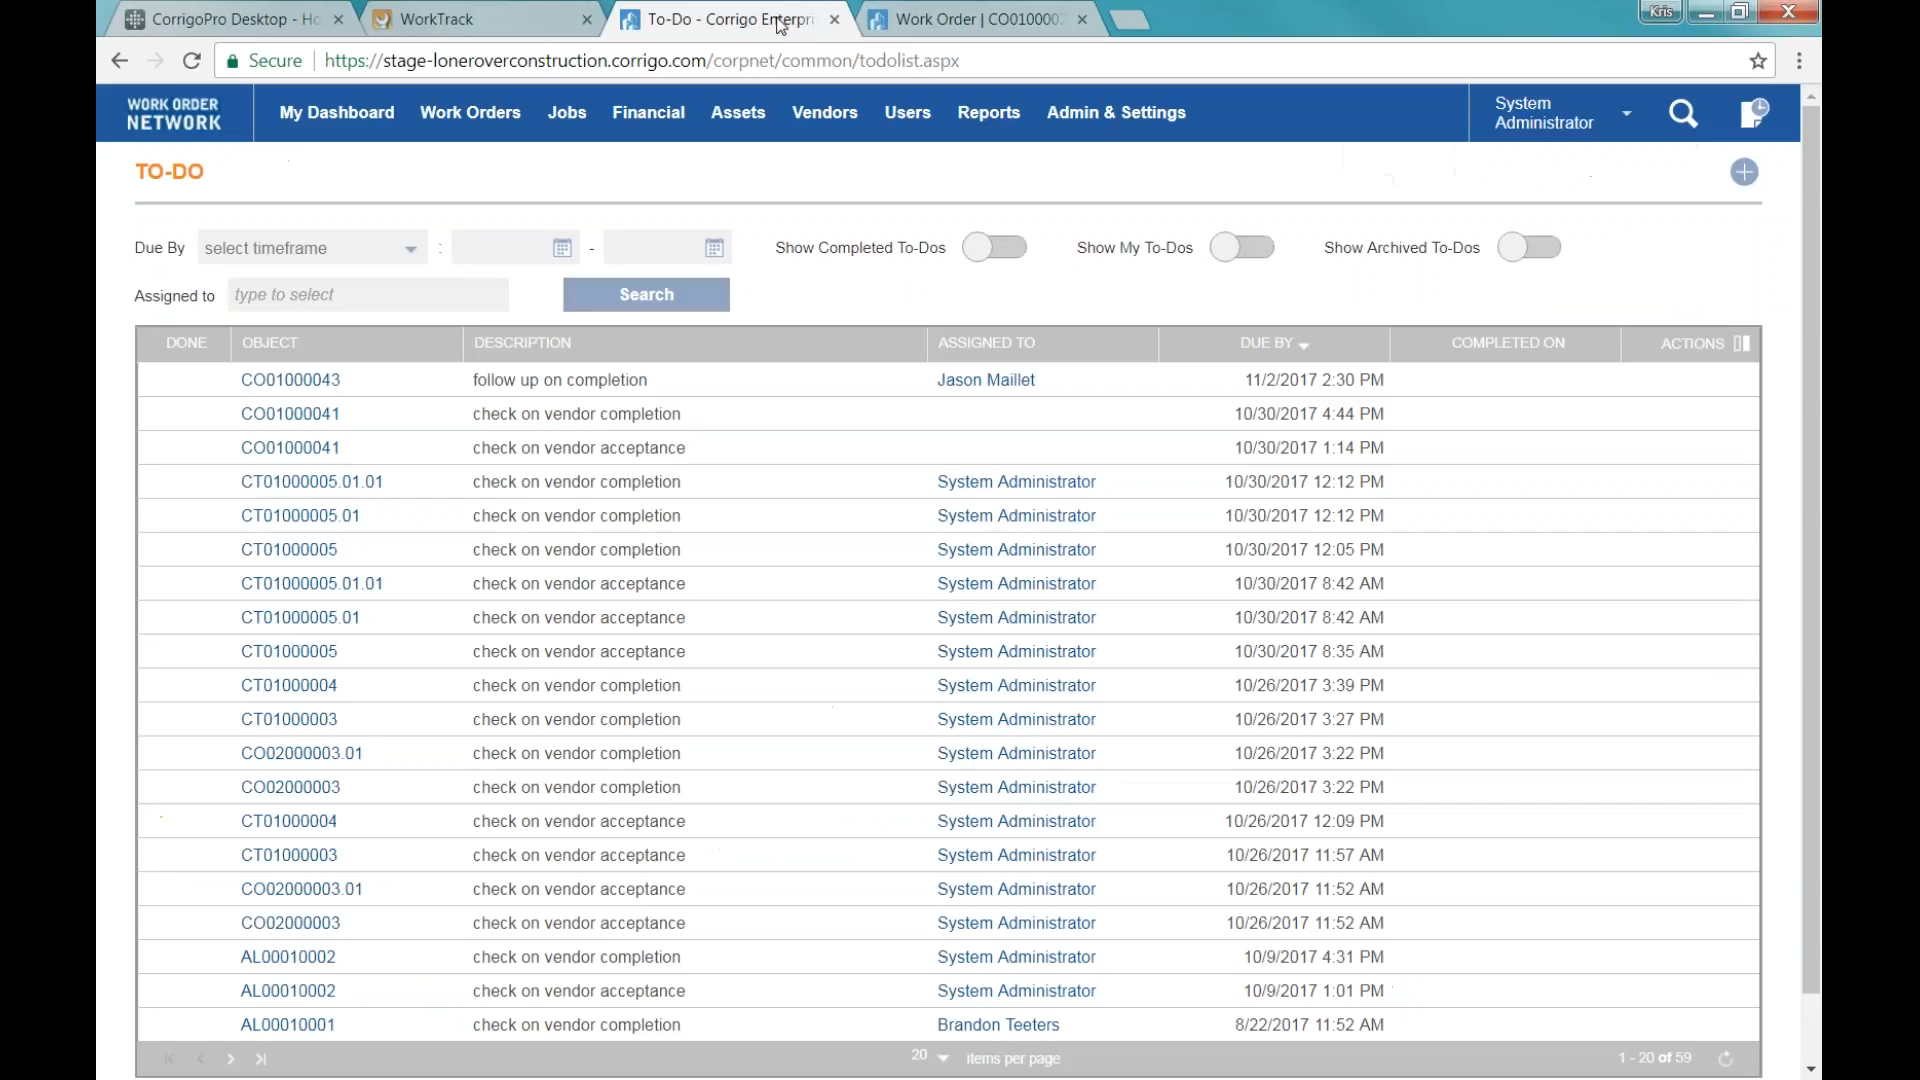 CorrigoPro Desktop - Ho
WorkTrack
To-Do - Corrigo Enterpri
Work Order | CO0100002
Kris
Secure
https://stage-loneroverconstruction.corrigo.com/corpnet/common/todolist.aspx
WORK ORDER
NETWORK
My Dashboard
Work Orders
Jobs
Financial
Assets
Vendors
Users
Reports
Admin & Settings
System
Administrator
TO-DO
Due By select timeframe : - Show Completed To-Dos Show My To-Dos Show Archived To-Dos
Assigned to type to select Search
DONE OBJECT DESCRIPTION ASSIGNED TO DUE BY COMPLETED ON ACTIONS
CO01000043 follow up on completion Jason Maillet 11/2/2017 2:30 PM
CO01000041 check on vendor completion 10/30/2017 4:44 PM
CO01000041 check on vendor acceptance 10/30/2017 1:14 PM
CT01000005.01.01 check on vendor completion System Administrator 10/30/2017 12:12 PM
CT01000005.01 check on vendor completion System Administrator 10/30/2017 12:12 PM
CT01000005 check on vendor completion System Administrator 10/30/2017 12:05 PM
CT01000005.01.01 check on vendor acceptance System Administrator 10/30/2017 8:42 AM
CT01000005.01 check on vendor acceptance System Administrator 10/30/2017 8:42 AM
CT01000005 check on vendor acceptance System Administrator 10/30/2017 8:35 AM
CT01000004 check on vendor completion System Administrator 10/26/2017 3:39 PM
CT01000003 check on vendor completion System Administrator 10/26/2017 3:27 PM
CO02000003.01 check on vendor completion System Administrator 10/26/2017 3:22 PM
CO02000003 check on vendor completion System Administrator 10/26/2017 3:22 PM
CT01000004 check on vendor acceptance System Administrator 10/26/2017 12:09 PM
CT01000003 check on vendor acceptance System Administrator 10/26/2017 11:57 AM
CO02000003.01 check on vendor acceptance System Administrator 10/26/2017 11:52 AM
CO02000003 check on vendor acceptance System Administrator 10/26/2017 11:52 AM
AL00010002 check on vendor completion System Administrator 10/9/2017 4:31 PM
AL00010002 check on vendor acceptance System Administrator 10/9/2017 1:01 PM
AL00010001 check on vendor completion Brandon Teeters 8/22/2017 11:52 AM
20 items per page 1 - 20 of 59